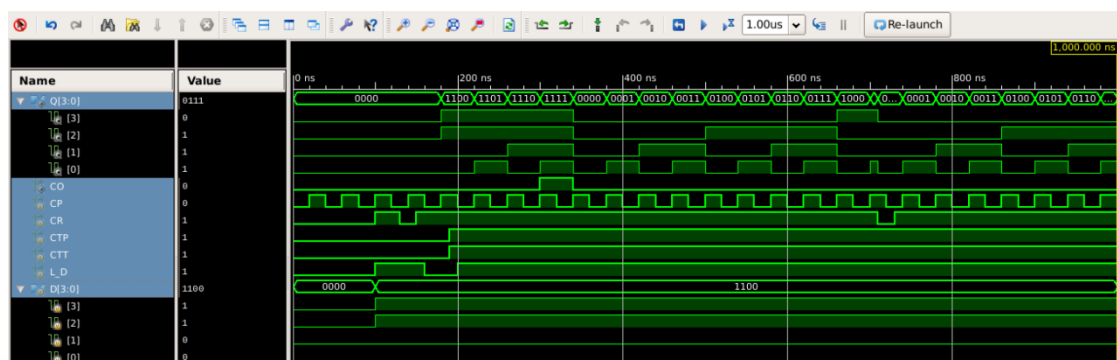 1.00us Re-launch
1,000.000 ns
Name Value 0 ns 200 ns 400 ns 600 ns 800 ns
Q[3:0] 0111 0000 1100 1101 1110 1111 0000 0001 0010 0011 0100 0101 0110 0111 1000 0... 0001 0010 0011 0100 0101 0110 ...
[3] 0
[2] 1
[1] 1
[0] 1
CO 0
CP 0
CR 1
CTP 1
CTT 1
L_D 1
D[3:0] 1100 0000 1100
[3] 1
[2] 1
[1] 0
[0] 0